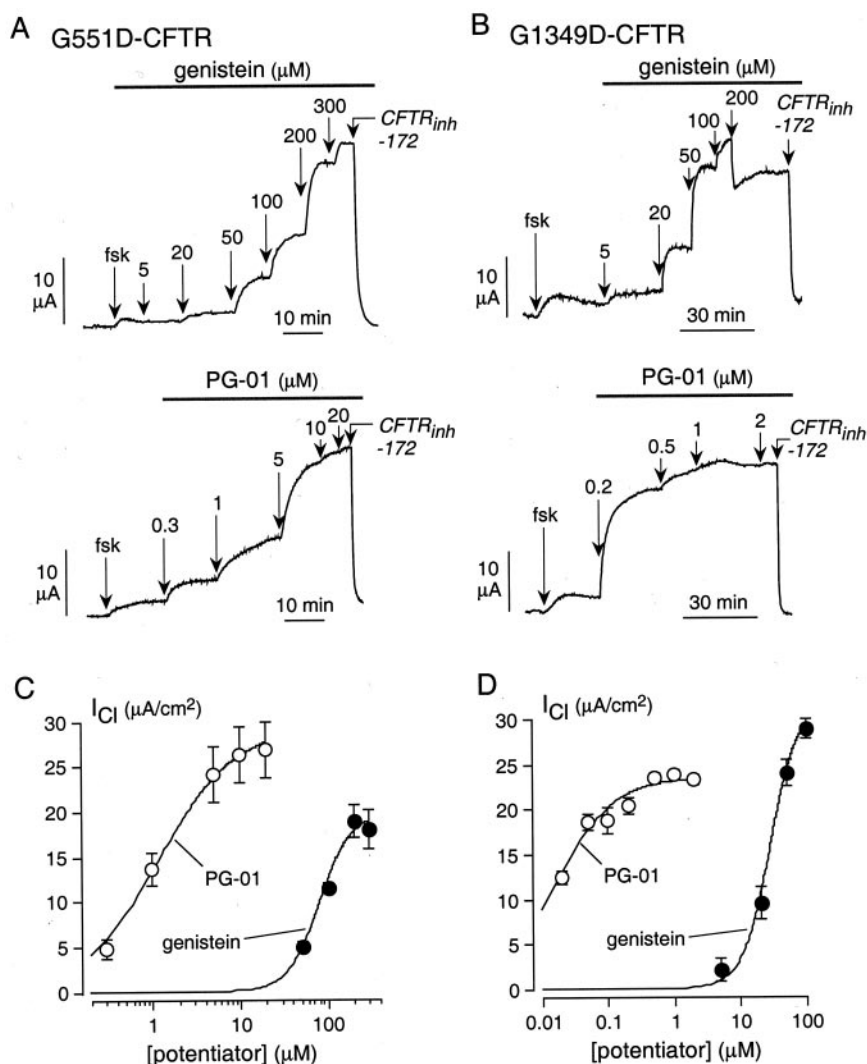 A G551D-CFTR
genistein (μM)
fsk 5 20 50 100 200 300
CFTRinh
-172
10
μA
10 min
PG-01 (μM)
fsk 0.3 1 5 10 20
CFTRinh
-172
10
μA
10 min
B G1349D-CFTR
genistein (μM)
fsk 5 20 50 100 200
CFTRinh
-172
10
μA
30 min
PG-01 (μM)
fsk 0.2 0.5 1 2
CFTRinh
-172
10
μA
30 min
C ICl (μA/cm²)
30
25
20
15
10
5
0
PG-01
genistein
1 10 100
[potentiator] (μM)
D ICl (μA/cm²)
30
25
20
15
10
5
0
PG-01
genistein
0.01 0.1 1 10 100
[potentiator] (μM)